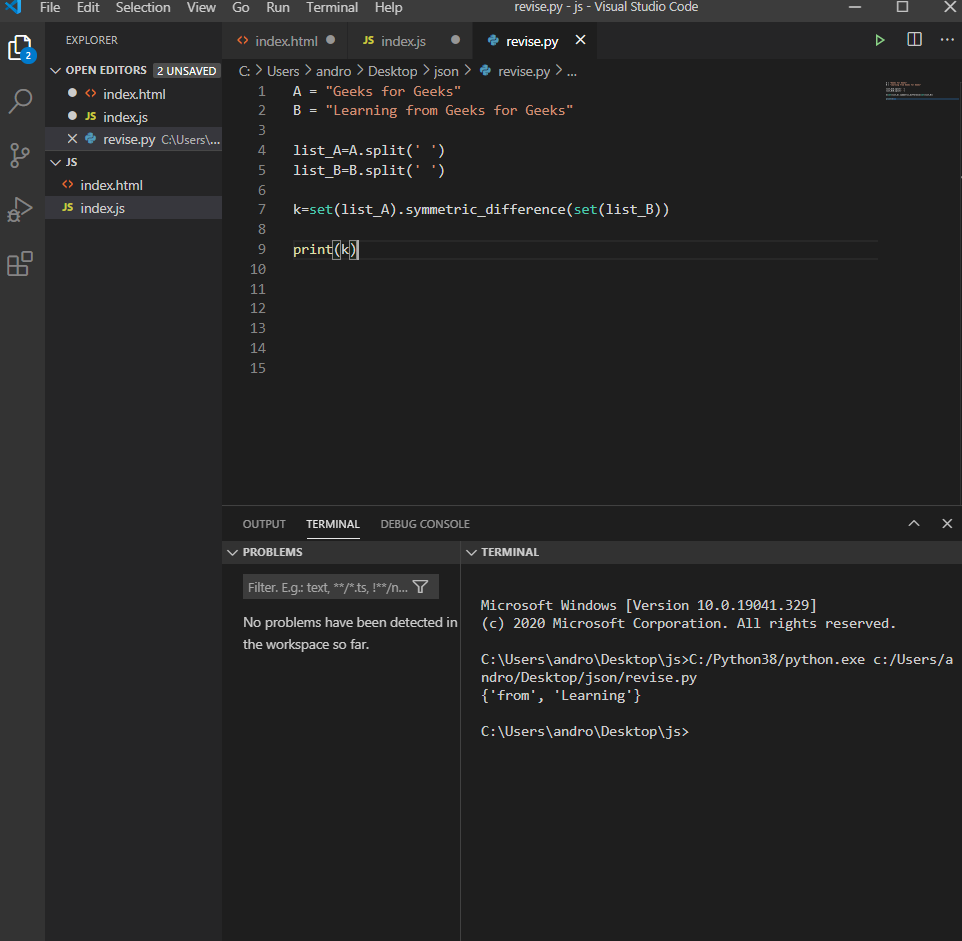 File Edit Selection View Go Run Terminal Help revise.py - js - Visual Studio Code
2
EXPLORER
OPEN EDITORS 2 UNSAVED
<> index.html
JS index.js
revise.py C:\Users\...
JS
<> index.html
JS index.js
<> index.html JS index.js revise.py
C: > Users > andro > Desktop > json > revise.py > ...
1 A = "Geeks for Geeks"
2 B = "Learning from Geeks for Geeks"
3
4 list_A=A.split(' ')
5 list_B=B.split(' ')
6
7 k=set(list_A).symmetric_difference(set(list_B))
8
9 print(k)
10
11
12
13
14
15
OUTPUT TERMINAL DEBUG CONSOLE
PROBLEMS
Filter. E.g.: text, **/*.ts, !**/n...
No problems have been detected in
the workspace so far.
TERMINAL
Microsoft Windows [Version 10.0.19041.329]
(c) 2020 Microsoft Corporation. All rights reserved.
C:\Users\andro\Desktop\js>C:/Python38/python.exe c:/Users/a
ndro/Desktop/json/revise.py
{'from', 'Learning'}
C:\Users\andro\Desktop\js>